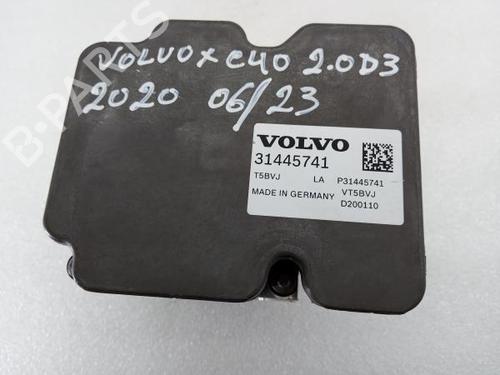 VOLVO XC40 2.0D3
2020 06/23
B-PARTS
VOLVO
31445741
T5BVJ LA P31445741
MADE IN GERMANY VT5BVJ
D200110